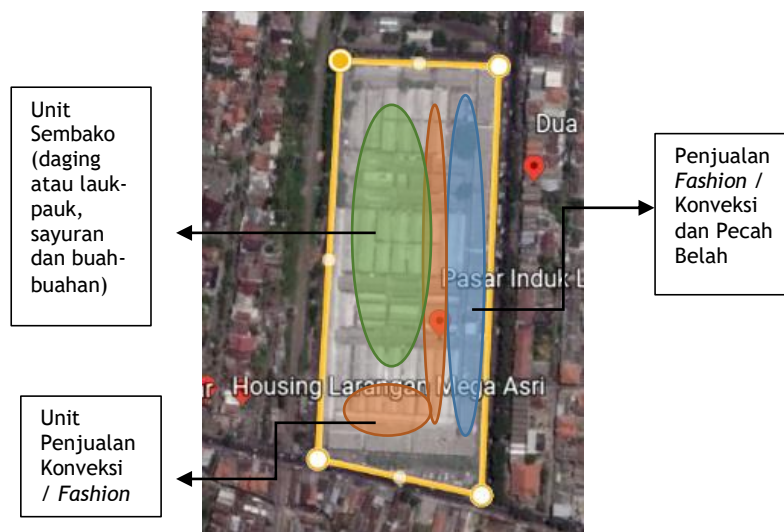 Unit
Sembako
(daging
atau lauk-
pauk,
sayuran
dan buah-
buahan)
Dua
Penjualan
Fashion /
Konveksi
dan Pecah
Belah
Pasar Induk L
Housing Larangan Mega Asri
Unit
Penjualan
Konveksi
/ Fashion